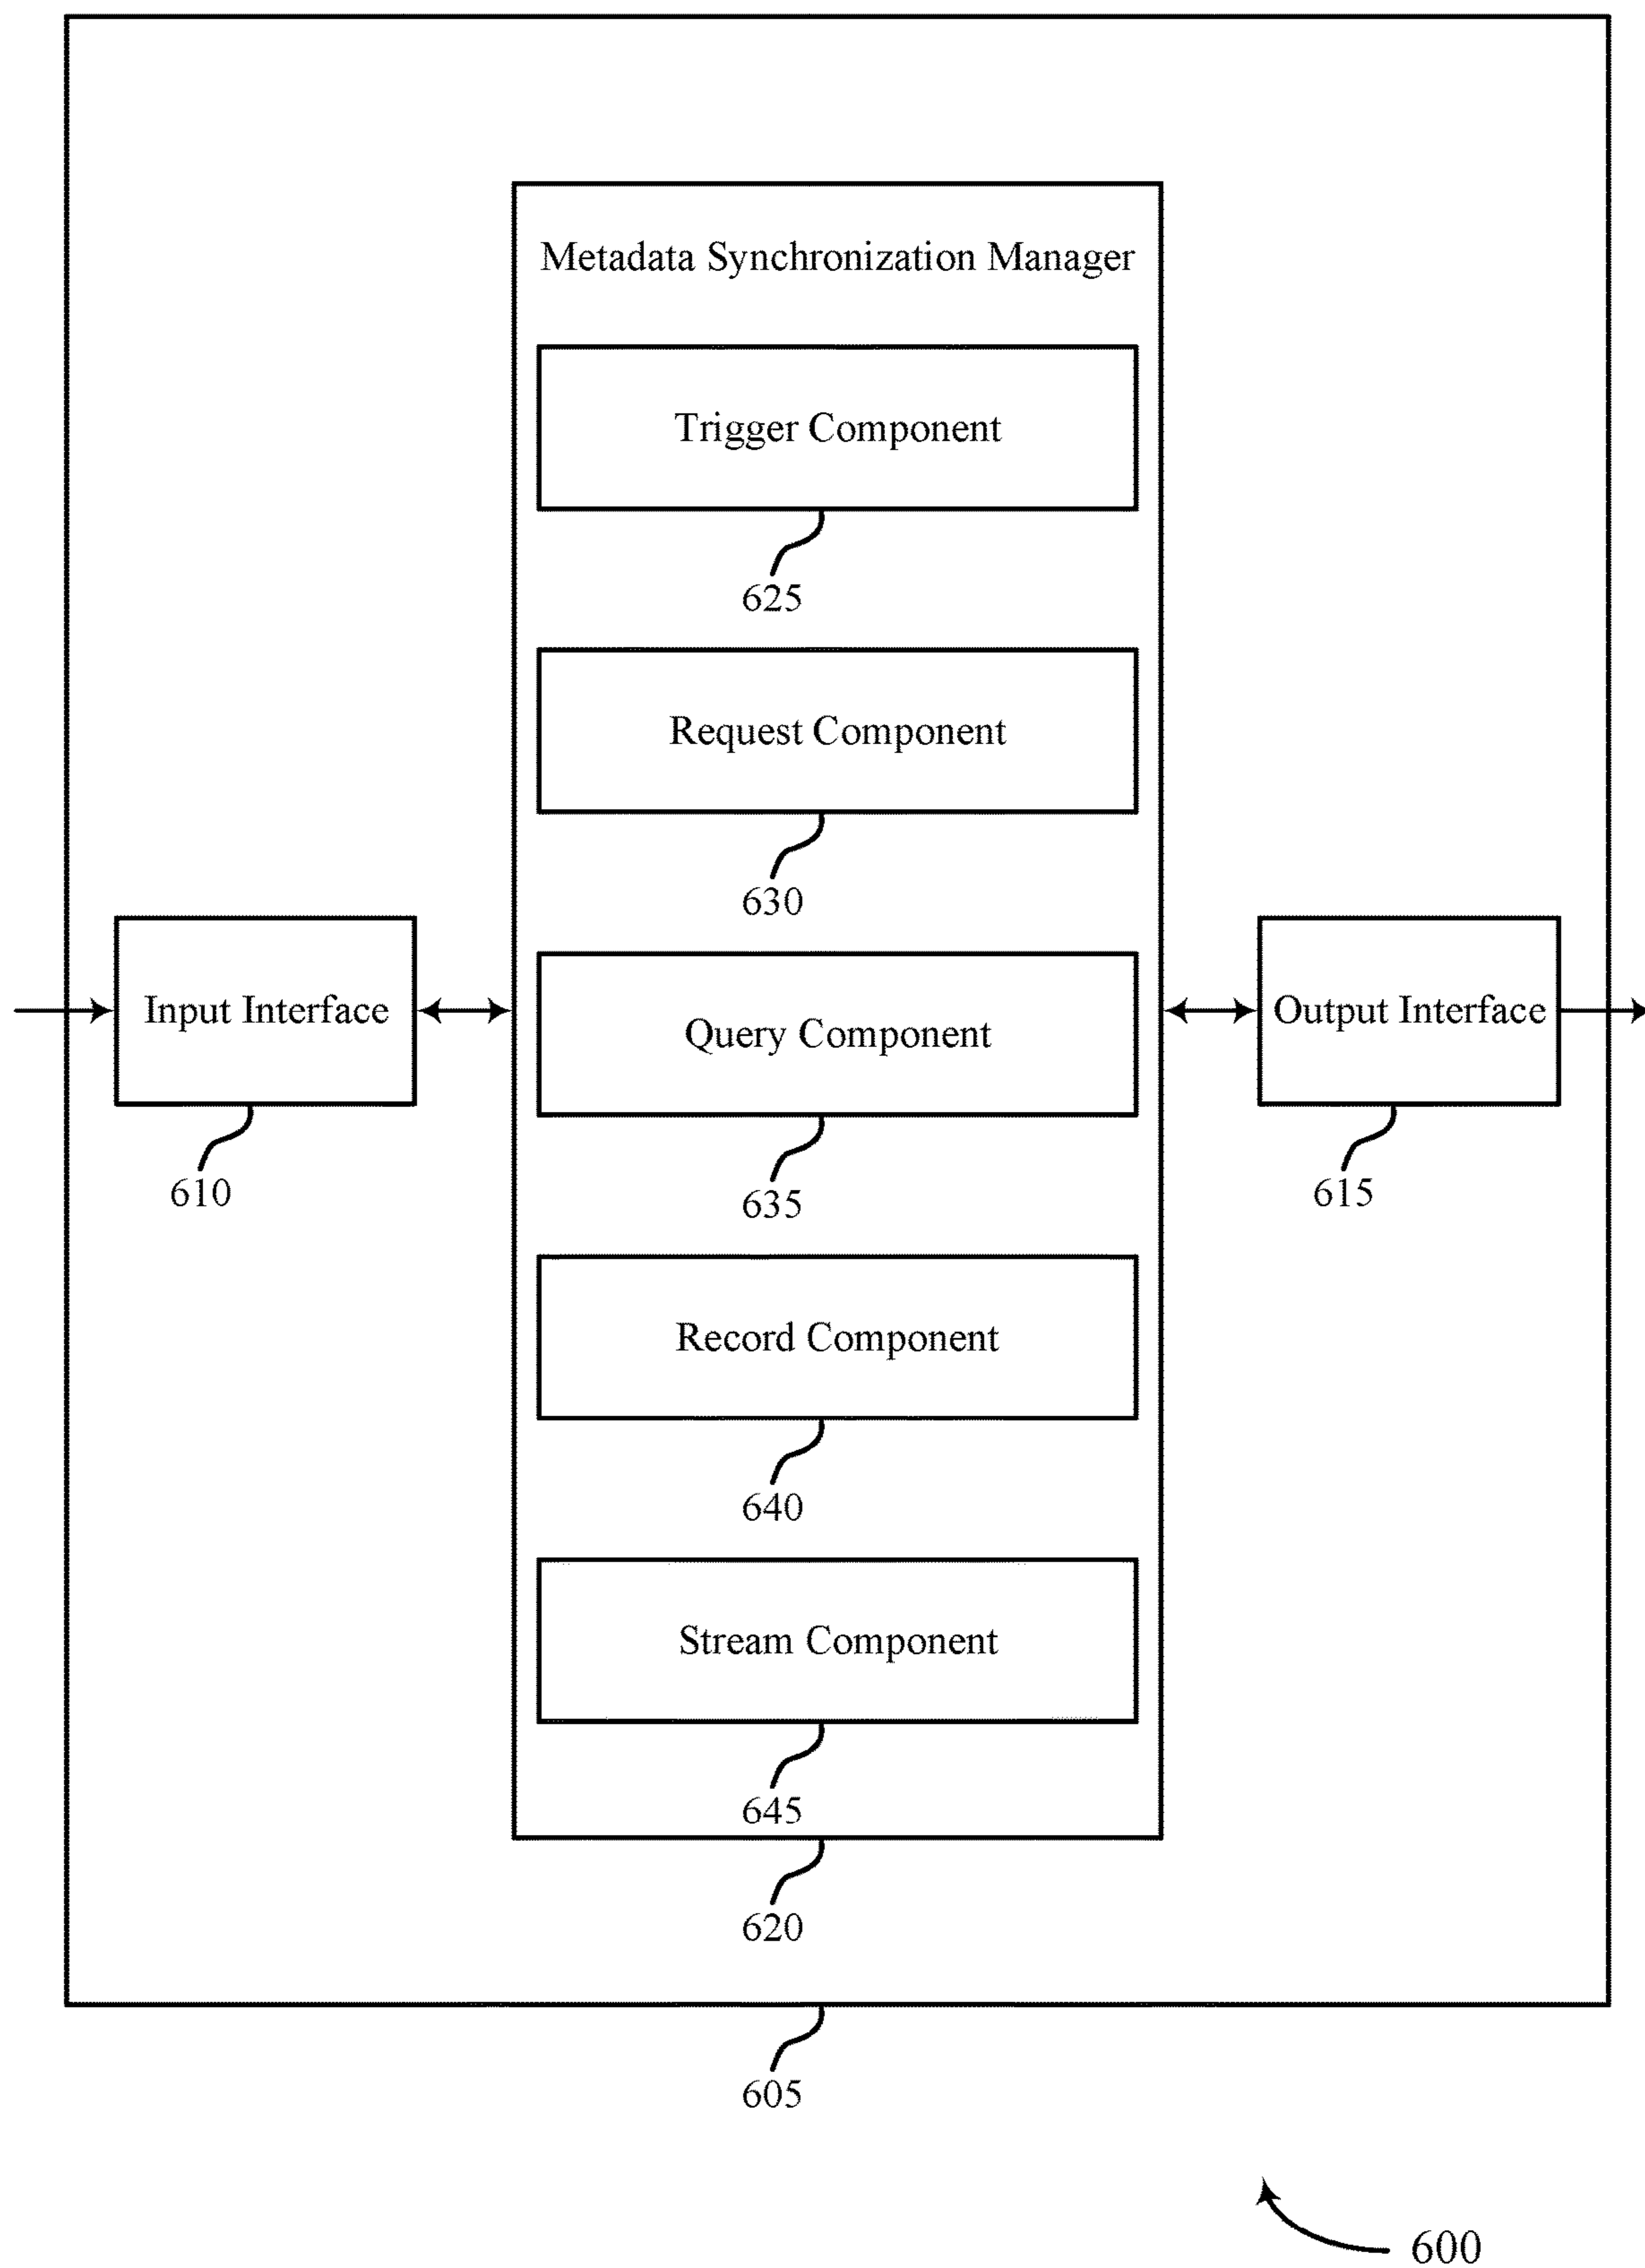 Metadata Synchronization Manager
Trigger Component
625
Request Component
630
Input Interface
610
Query Component
635
Output Interface
615
Record Component
640
Stream Component
645
620
605
600